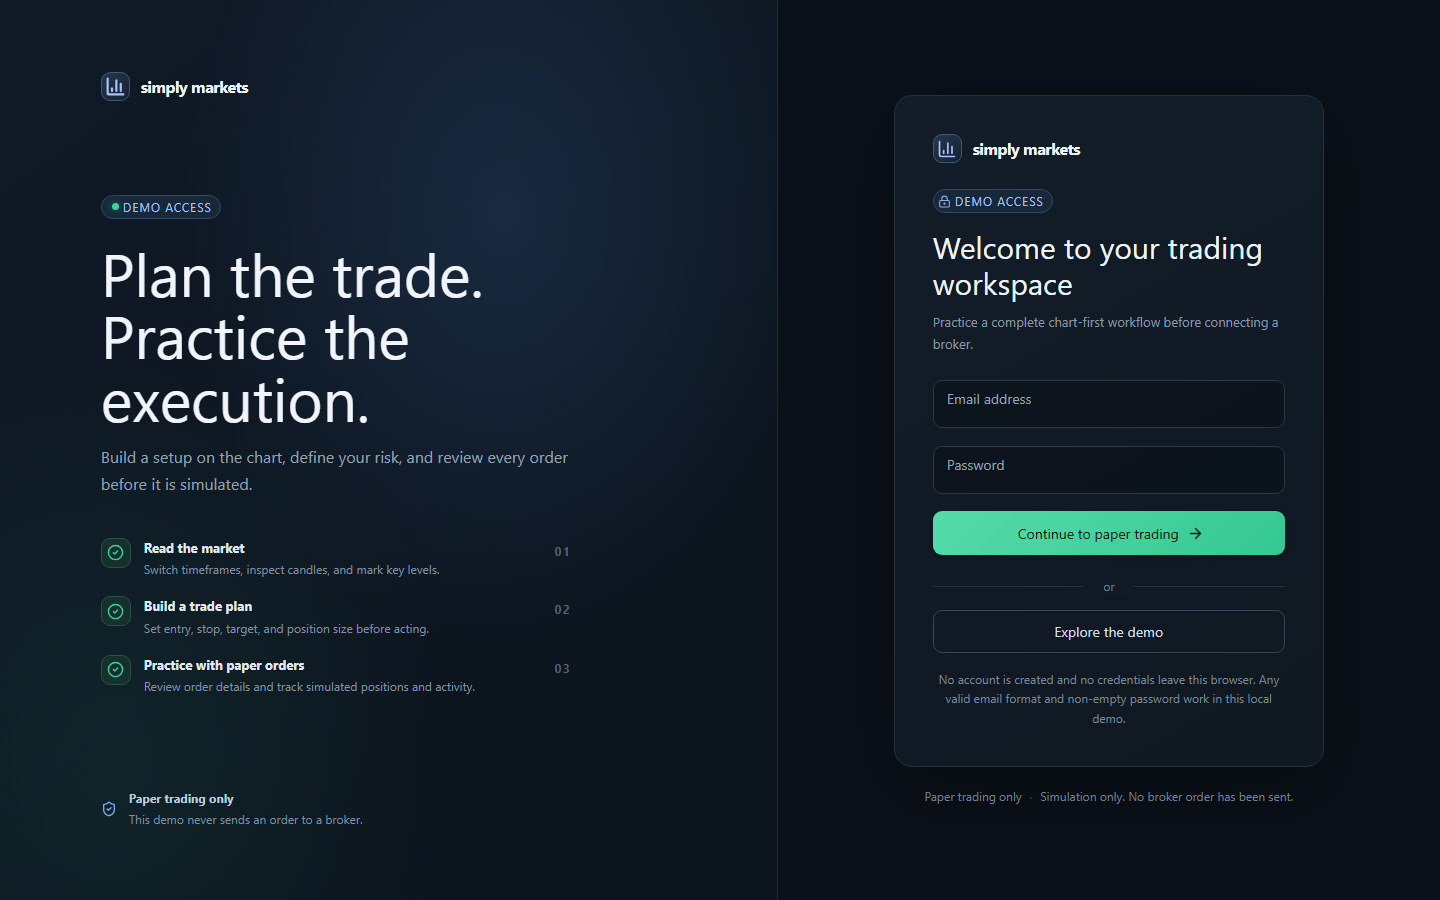 simply markets
DEMO ACCESS
Plan the trade.
Practice the
execution.
Build a setup on the chart, define your risk, and review every order
before it is simulated.
Read the market
01
Switch timeframes, inspect candles, and mark key levels.
Build a trade plan
02
Set entry, stop, target, and position size before acting.
Practice with paper orders
03
Review order details and track simulated positions and activity.
Paper trading only
This demo never sends an order to a broker.
simply markets
DEMO ACCESS
Welcome to your trading
workspace
Practice a complete chart-first workflow before connecting a
broker.
Email address
Password
Continue to paper trading
or
Explore the demo
No account is created and no credentials leave this browser. Any
valid email format and non-empty password work in this local
demo.
Paper trading only · Simulation only. No broker order has been sent.